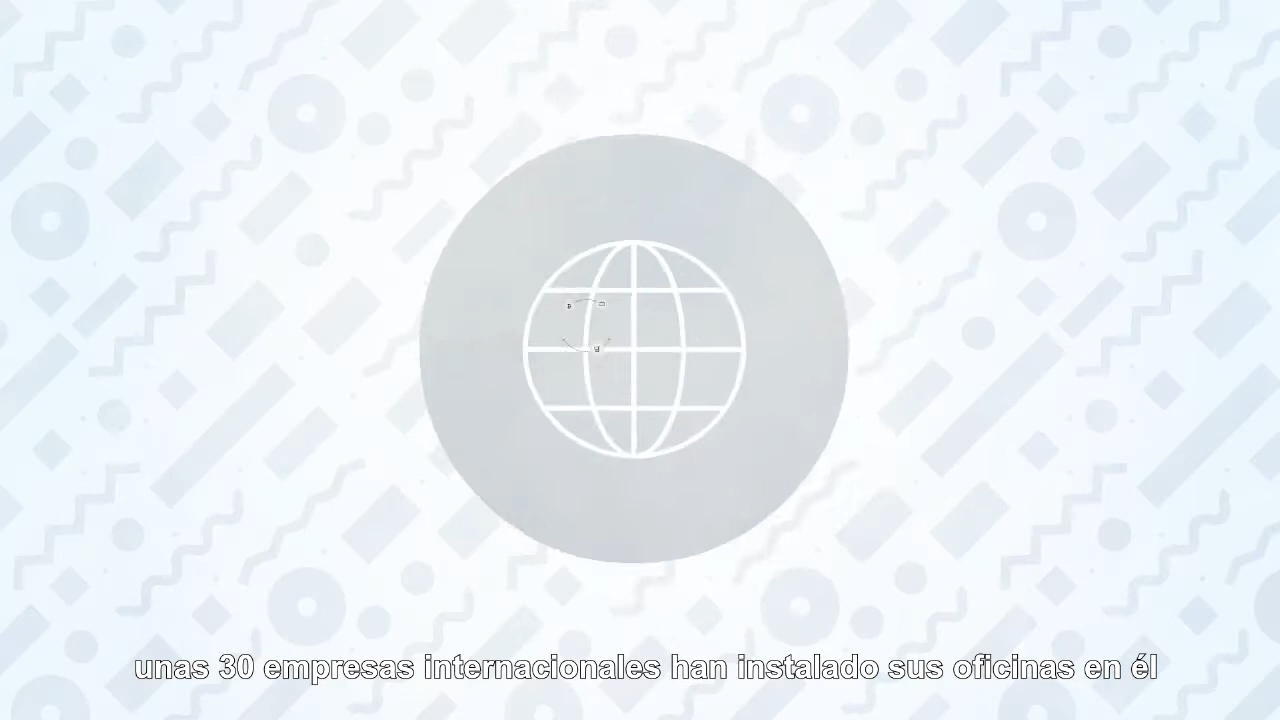 unas 30 empresas internacionales han instalado sus oficinas en él